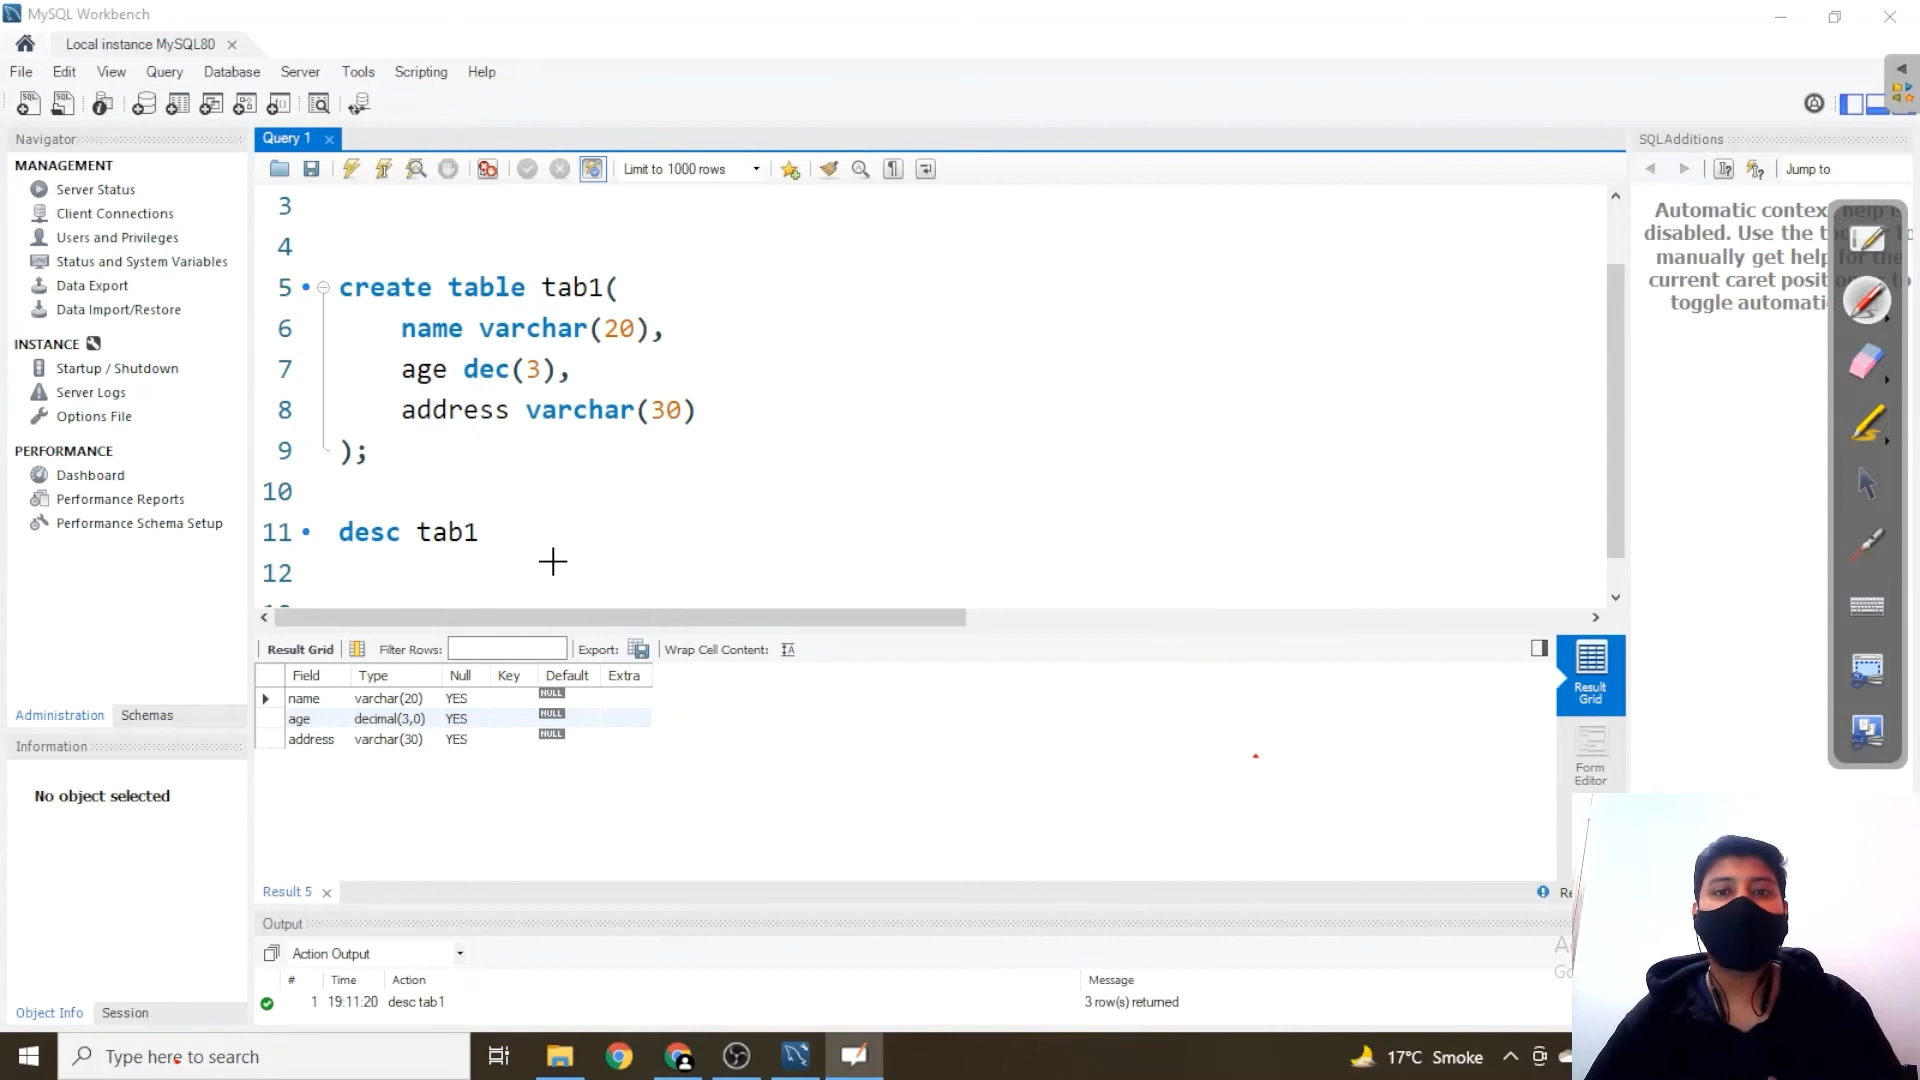 MySQL Workbench
Local instance MySQL80
File Edit View Query Database Server Tools Scripting Help
Navigator
MANAGEMENT
Server Status
Client Connections
Users and Privileges
Status and System Variables
Data Export
Data Import/Restore
INSTANCE
Startup / Shutdown
Server Logs
Options File
PERFORMANCE
Dashboard
Performance Reports
Performance Schema Setup
Administration Schemas
Information
No object selected
Object Info Session
Query 1
Limit to 1000 rows
3
4
5 create table tab1(
6 name varchar(20),
7 age dec(3),
8 address varchar(30)
9 );
10
11 desc tab1
12
Result Grid Filter Rows: Export: Wrap Cell Content:
Field Type Null Key Default Extra
name varchar(20) YES NULL
age decimal(3,0) YES NULL
address varchar(30) YES NULL
Result Grid
Form Editor
Result 5
Output
Action Output
# Time Action Message
1 19:11:20 desc tab1 3 row(s) returned
SQLAdditions
Jump to
Automatic context help is
disabled. Use the
manually get help for the
current caret
toggle
Type here to search
17°C Smoke